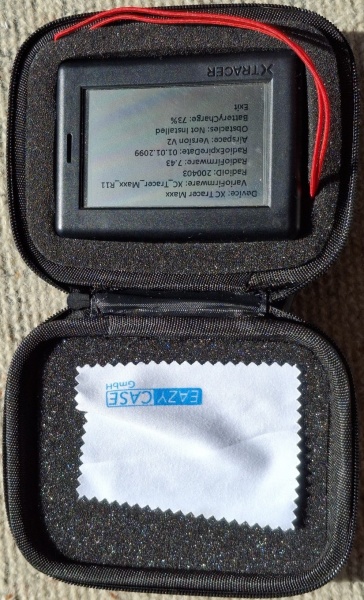 XTRACER
Device: XC Tracer Maxx
VarioFirmware: XC_Tracer_Maxx_R11
RadioID: 200403
RadioFirmware: 7.43
RadioExpireDate: 01.01.2099
Airspace: Version V2
Obstacles: Not Installed
BatteryCharge: 73%
Exit
EAZY CASE
GmbH